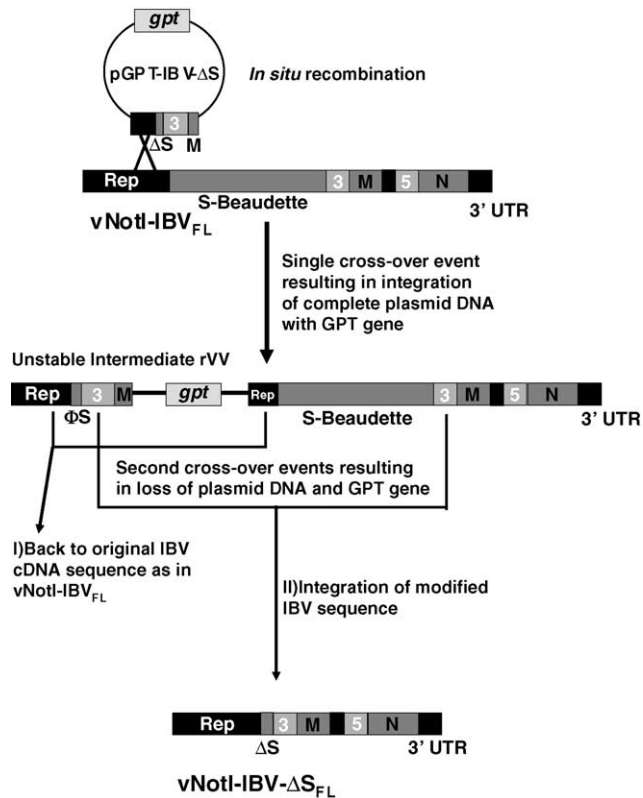 gpt
pGPT-IBV-ΔS
In situ recombination
3
ΔS M
Rep 3 M 5 N
S-Beaudette
3' UTR
vNotI-IBVFL
Single cross-over event
resulting in integration
of complete plasmid DNA
with GPT gene
Unstable Intermediate rVV
Rep 3 M gpt Rep 3 M 5 N
ΦS S-Beaudette 3' UTR
Second cross-over events resulting
in loss of plasmid DNA and GPT gene
I)Back to original IBV
cDNA sequence as in
vNotI-IBVFL
II)Integration of modified
IBV sequence
Rep 3 M 5 N
ΔS 3' UTR
vNotI-IBV-ΔSFL